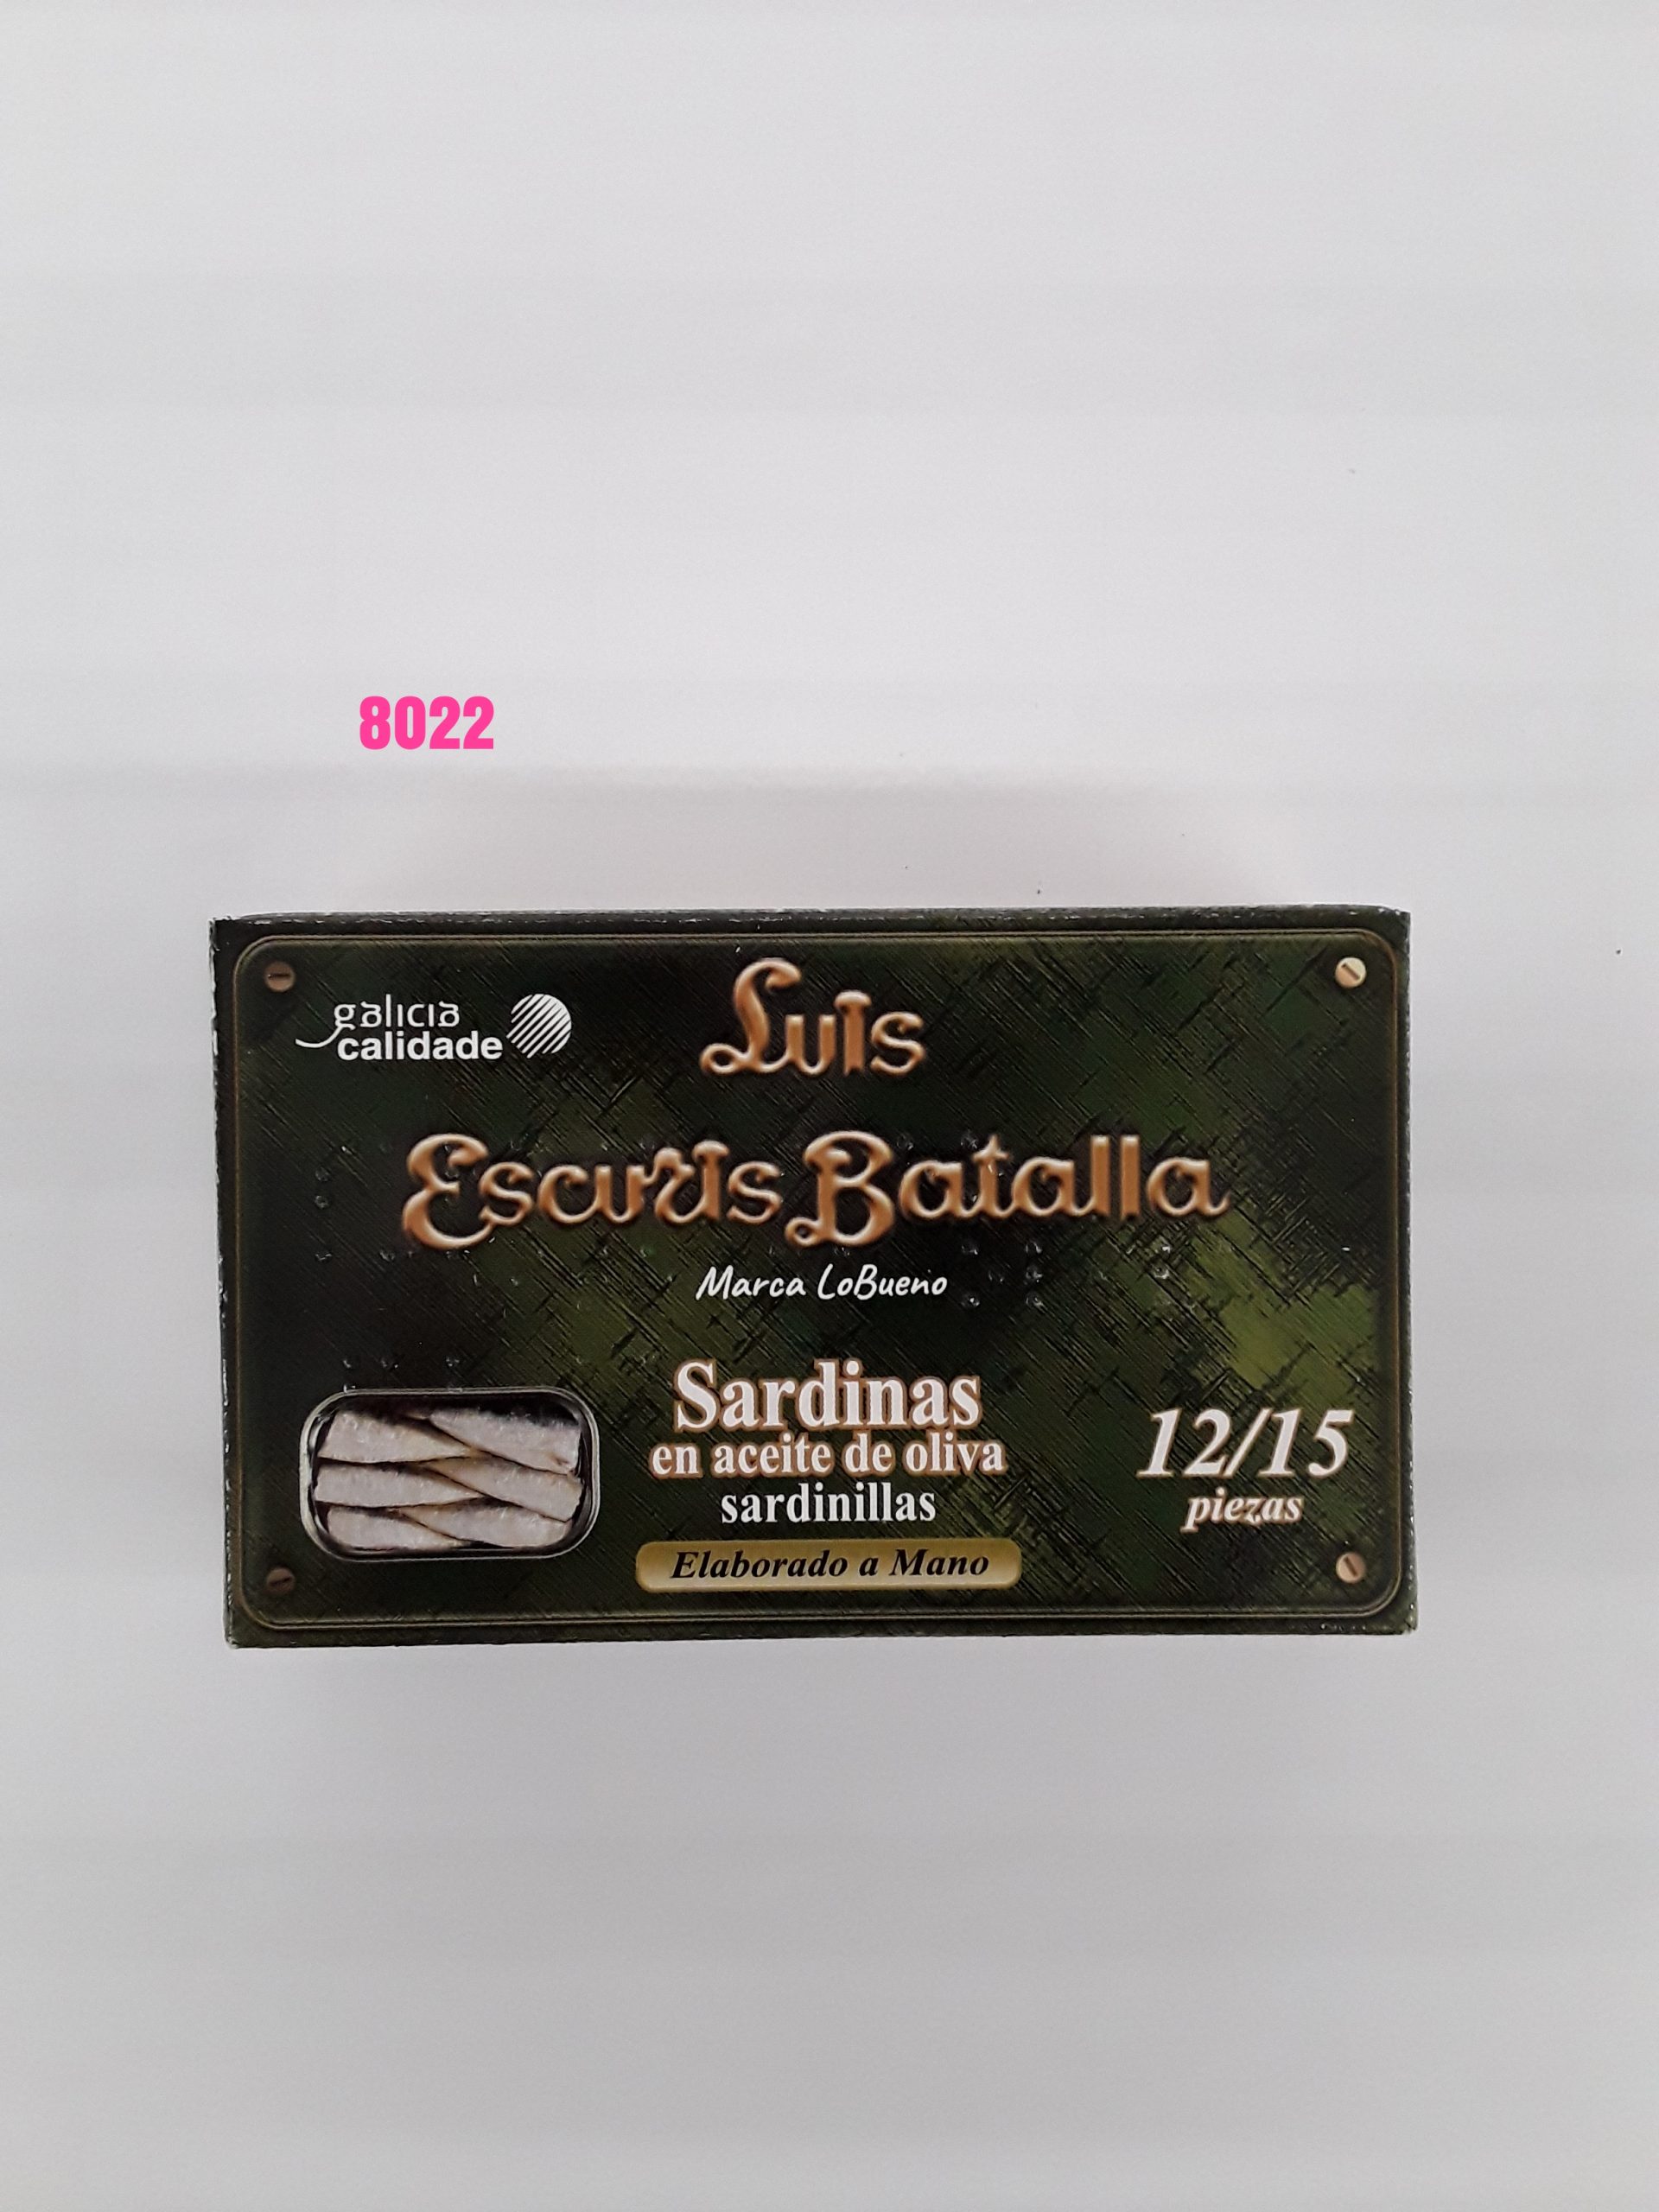 8022
galicia
calidade
Luis
Escuris Batalla
Marca LoBueno
Sardinas
en aceite de oliva
sardinillas
Elaborado a Mano
12/15
piezas